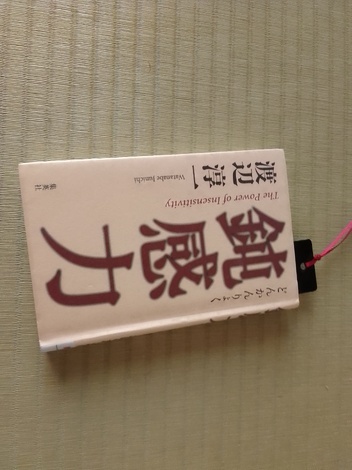 どんかんりょく
鈍感力
The Power of Insensitivity
渡辺淳一
Watanabe Junichi
集英社